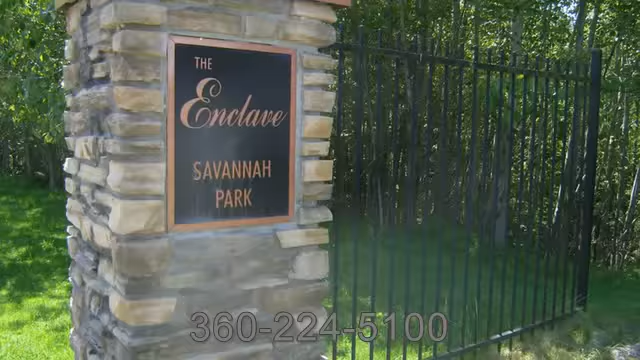 THE
Enclave
SAVANNAH
PARK
360-224-5100